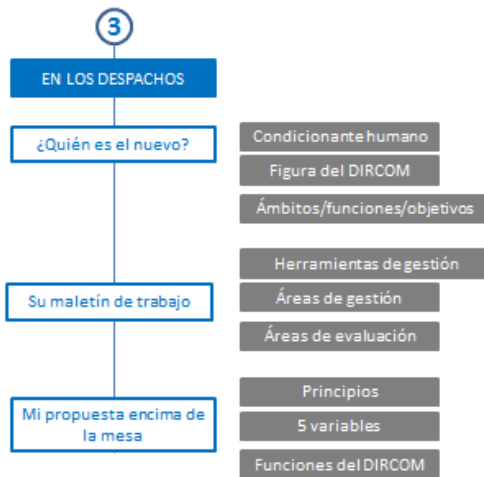 3
EN LOS DESPACHOS
¿Quién es el nuevo?
Condicionante humano
Figura del DIRCOM
Ámbitos/funciones/objetivos
Su maletín de trabajo
Herramientas de gestión
Áreas de gestión
Áreas de evaluación
Mi propuesta encima de
la mesa
Principios
5 variables
Funciones del DIRCOM